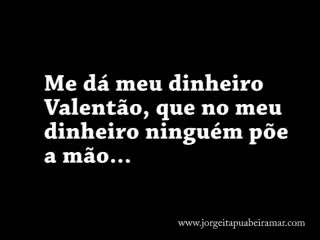 Me dá meu dinheiro
Valentão, que no meu
dinheiro ninguém põe
a mão...
www.jorgeitapuabeiramar.com